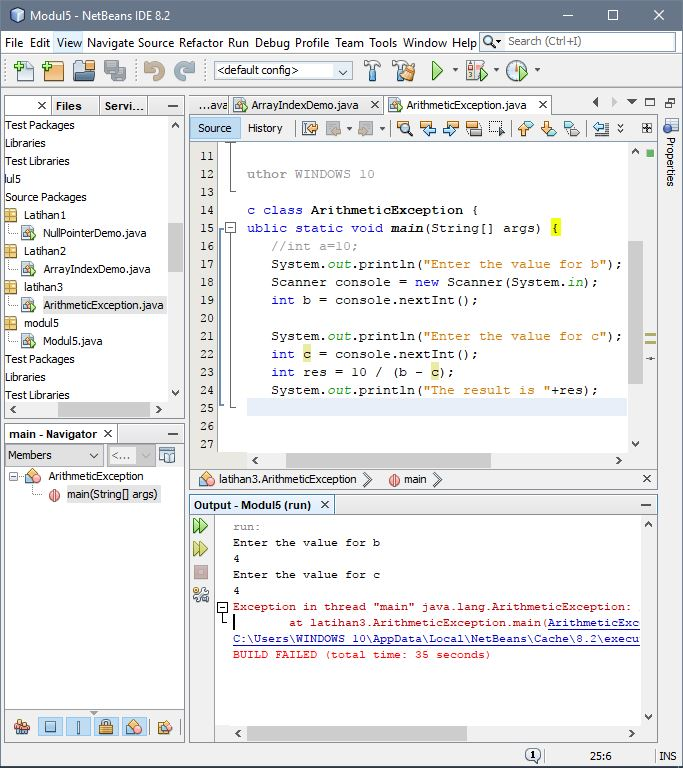 Modul5 - NetBeans IDE 8.2
File Edit View Navigate Source Refactor Run Debug Profile Team Tools Window Help
Search (Ctrl+I)
<default config>
Files
Servi...
Test Packages
Libraries
Test Libraries
lul5
Source Packages
Latihan1
NullPointerDemo.java
Latihan2
ArrayIndexDemo.java
latihan3
ArithmeticException.java
modul5
Modul5.java
Test Packages
Libraries
Test Libraries
main - Navigator
Members
<...
ArithmeticException
main(String[] args)
...ava
ArrayIndexDemo.java
ArithmeticException.java
Source History
11
12 uthor WINDOWS 10
13
14 c class ArithmeticException {
15 ublic static void main(String[] args) {
16 //int a=10;
17 System.out.println("Enter the value for b");
18 Scanner console = new Scanner(System.in);
19 int b = console.nextInt();
20
21 System.out.println("Enter the value for c");
22 int c = console.nextInt();
23 int res = 10 / (b - c);
24 System.out.println("The result is "+res);
25
26
27
latihan3.ArithmeticException
main
Properties
Output - Modul5 (run)
run:
Enter the value for b
4
Enter the value for c
4
Exception in thread "main" java.lang.ArithmeticException:
at latihan3.ArithmeticException.main(ArithmeticExc
C:\Users\WINDOWS 10\AppData\Local\NetBeans\Cache\8.2\execu
BUILD FAILED (total time: 35 seconds)
1
25:6
INS